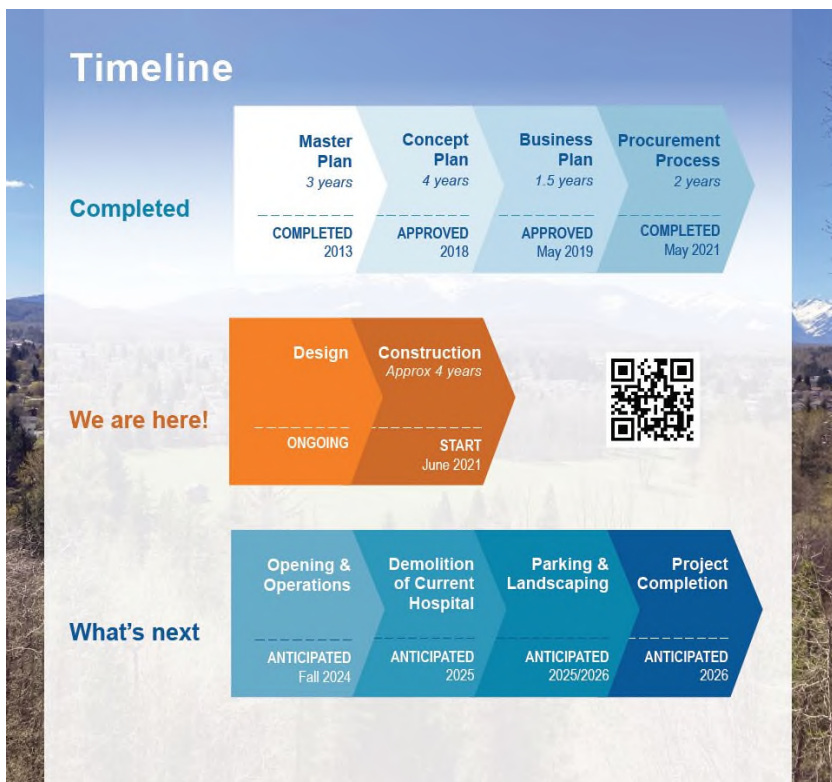 Timeline
Completed
Master
Plan
3 years
COMPLETED
2013
Concept
Plan
4 years
APPROVED
2018
Business
Plan
1.5 years
APPROVED
May 2019
Procurement
Process
2 years
COMPLETED
May 2021
We are here!
Design
ONGOING
Construction
Approx 4 years
START
June 2021
What's next
Opening &
Operations
ANTICIPATED
Fall 2024
Demolition
of Current
Hospital
ANTICIPATED
2025
Parking &
Landscaping
ANTICIPATED
2025/2026
Project
Completion
ANTICIPATED
2026